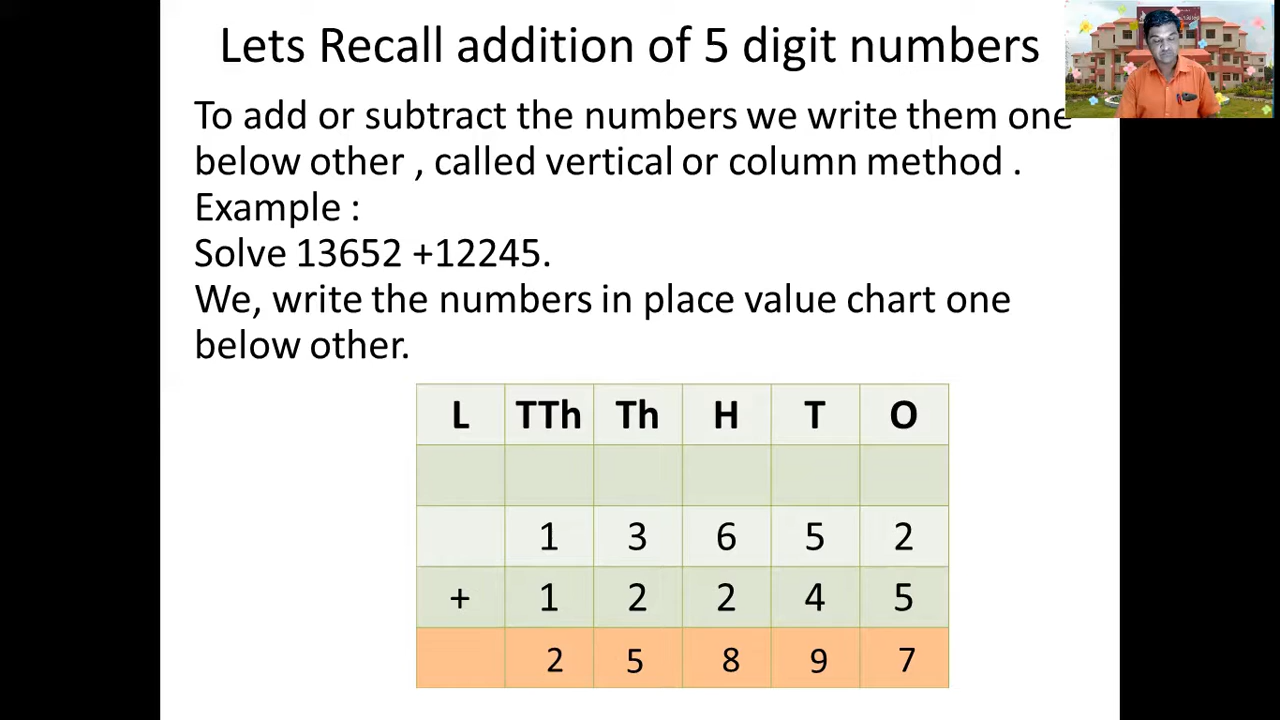 Lets Recall addition of 5 digit numbers
To add or subtract the numbers we write them one
below other , called vertical or column method .
Example :
Solve 13652 +12245.
We, write the numbers in place value chart one
below other.
L TTh Th H T O
1 3 6 5 2
+ 1 2 2 4 5
2 5 8 9 7